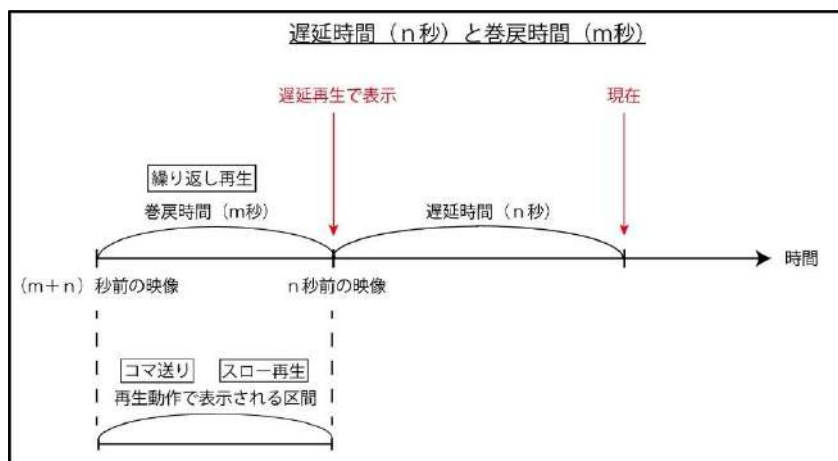 遅延時間（ｎ秒）と巻戻時間（ｍ秒）
遅延再生で表示
現在
繰り返し再生
巻戻時間（ｍ秒）
遅延時間（ｎ秒）
時間
（ｍ＋ｎ）秒前の映像
ｎ秒前の映像
コマ送り
スロー再生
再生動作で表示される区間